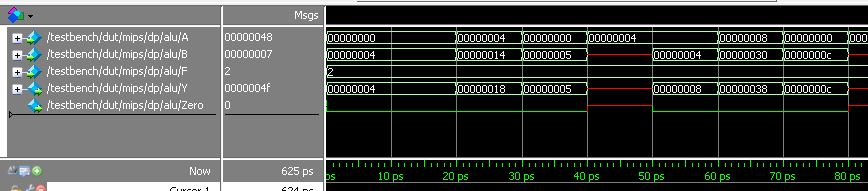 Msgs
/testbench/dut/mips/dp/alu/A 00000048 00000000 00000004 00000000 00000004 00000008 00000000 000
/testbench/dut/mips/dp/alu/B 00000007 00000004 00000014 00000005 00000004 00000030 0000000c
/testbench/dut/mips/dp/alu/F 2 2
/testbench/dut/mips/dp/alu/Y 0000004f 00000004 00000018 00000005 00000008 00000038 0000000c
/testbench/dut/mips/dp/alu/Zero 0
Now 625 ps ps 10 ps 20 ps 30 ps 40 ps 50 ps 60 ps 70 ps 80 ps
Cursor 1 624 ps